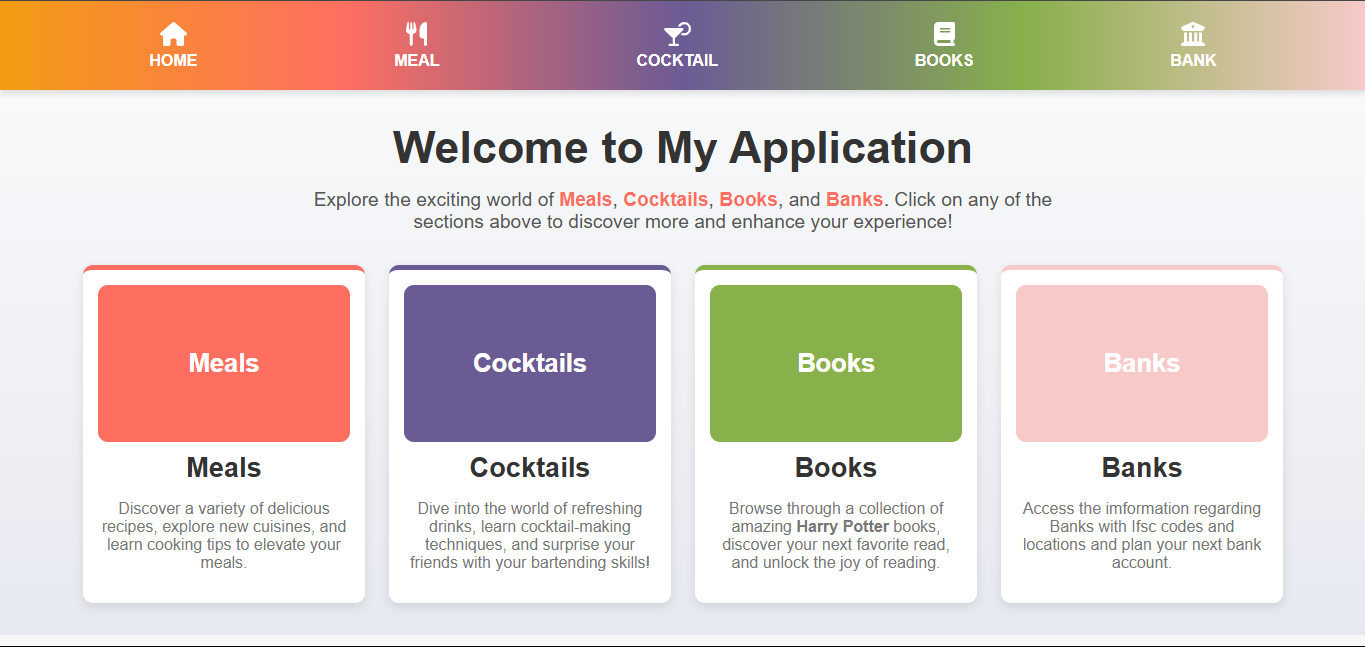 HOME
MEAL
COCKTAIL
BOOKS
BANK
Welcome to My Application
Explore the exciting world of Meals, Cocktails, Books, and Banks. Click on any of the
sections above to discover more and enhance your experience!
Meals
Meals
Discover a variety of delicious
recipes, explore new cuisines, and
learn cooking tips to elevate your
meals.
Cocktails
Cocktails
Dive into the world of refreshing
drinks, learn cocktail-making
techniques, and surprise your
friends with your bartending skills!
Books
Books
Browse through a collection of
amazing Harry Potter books,
discover your next favorite read,
and unlock the joy of reading.
Banks
Banks
Access the imformation regarding
Banks with Ifsc codes and
locations and plan your next bank
account.